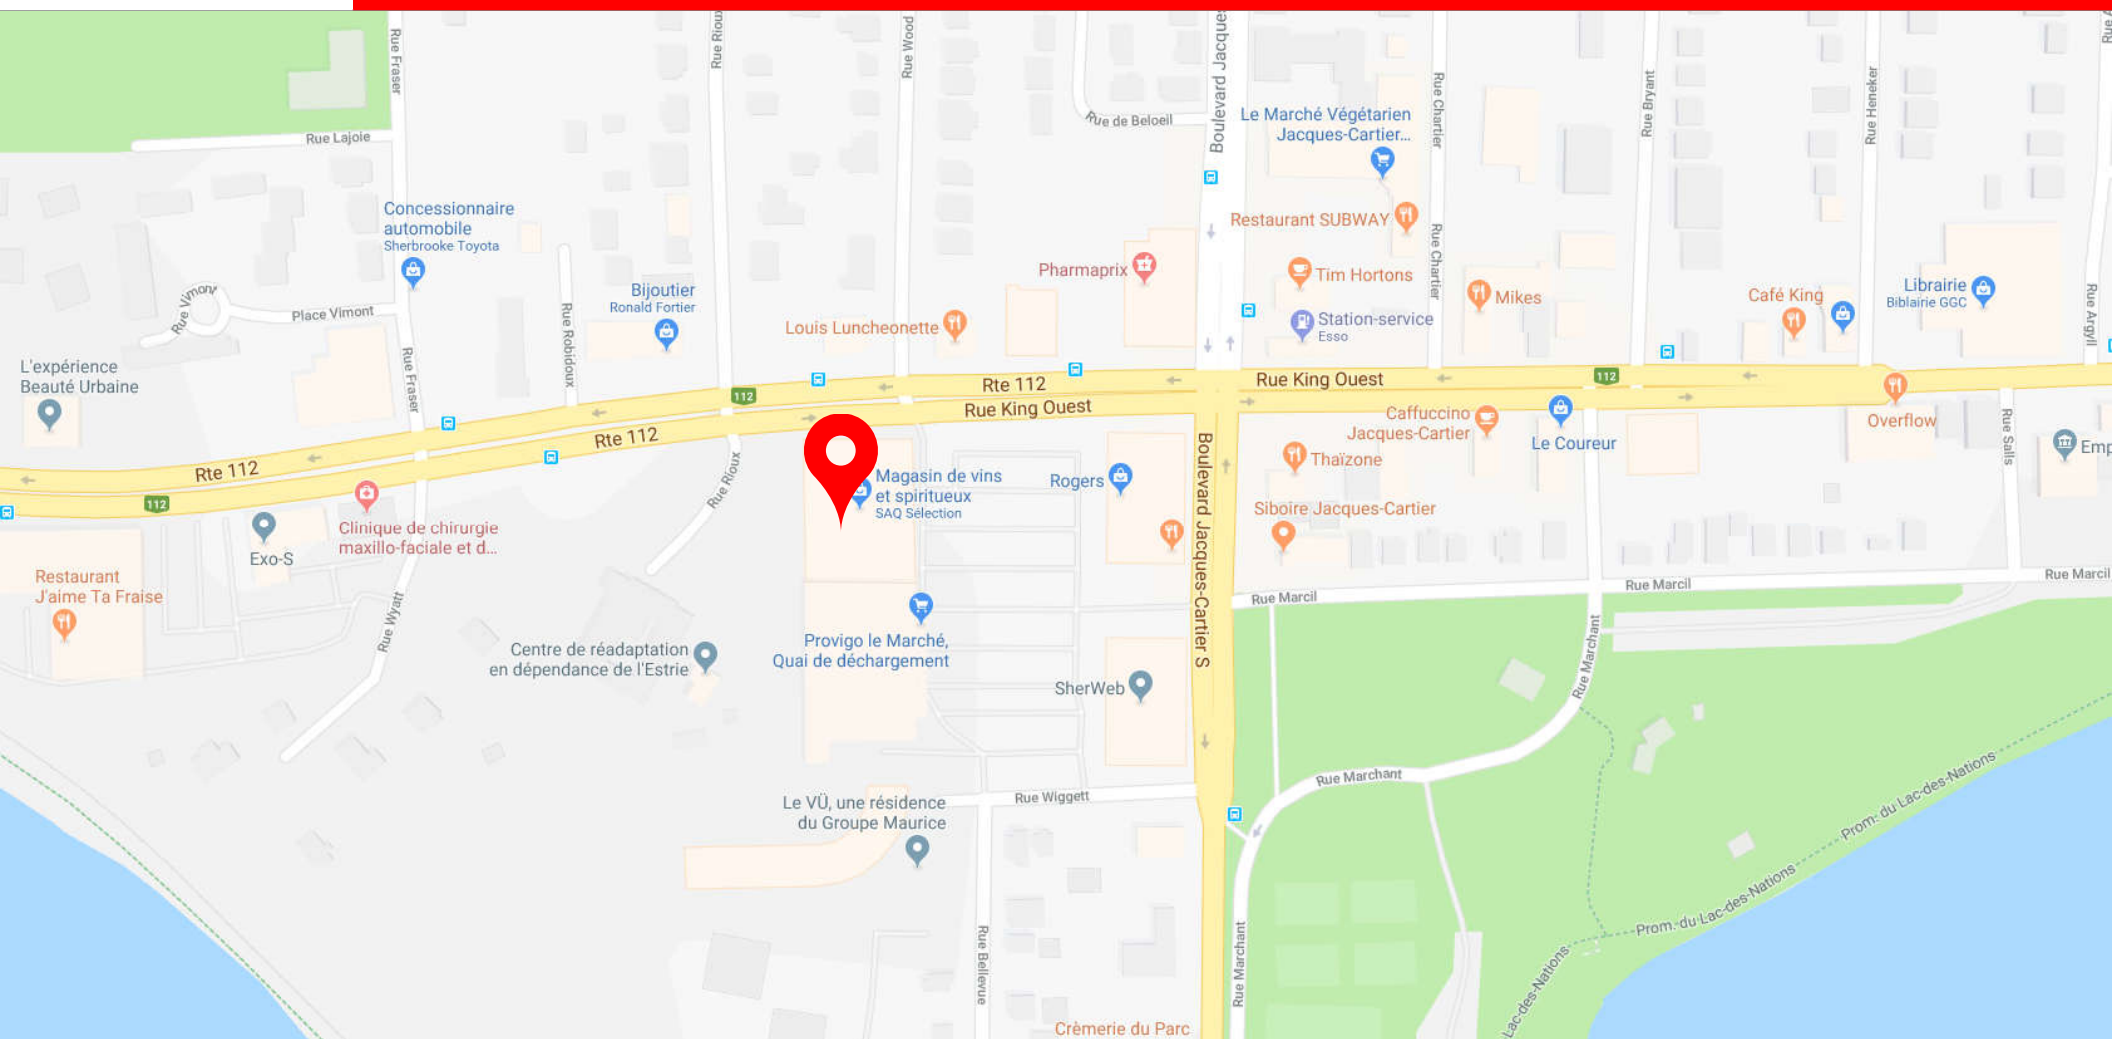 Rue Fraser
Rue Rioux
Rue Wood
Boulevard Jacques
Rue de Beloeil
Le Marché Végétarien
Jacques-Cartier...
Rue Chartier
Rue Bryant
Rue Heneker
Rue Lajoie
Concessionnaire
automobile
Sherbrooke Toyota
Restaurant SUBWAY
Rue Chartier
Pharmaprix
Tim Hortons
Bijoutier
Ronald Fortier
Mikes
Café King
Librairie
Biblairie GGC
Rue Argyll
Rue Vimont
Place Vimont
Rue Robidoux
Louis Luncheonette
Station-service
Esso
L'expérience
Beauté Urbaine
Rue Fraser
112
Rte 112
Rue King Ouest
112
Rue King Ouest
Rte 112
Rte 112
112
Caffuccino
Jacques-Cartier
Le Coureur
Overflow
Rue Salls
Emp
Thaïzone
Boulevard Jacques-Cartier S
Rue Rioux
Magasin de vins
et spiritueux
SAQ Sélection
Rogers
Siboire Jacques-Cartier
Exo-S
Clinique de chirurgie
maxillo-faciale et d...
Restaurant
J'aime Ta Fraise
Rue Wyatt
Rue Marcil
Rue Marcil
Rue Marcil
Centre de réadaptation
en dépendance de l'Estrie
Provigo le Marché,
Quai de déchargement
SherWeb
Rue Marchant
Rue Marchant
Le VÜ, une résidence
du Groupe Maurice
Rue Wiggett
Prom. du Lac-des-Nations
Prom. du Lac-des-Nations
Lac-des-Nations
Rue Bellevue
Rue Marchant
Crèmerie du Parc